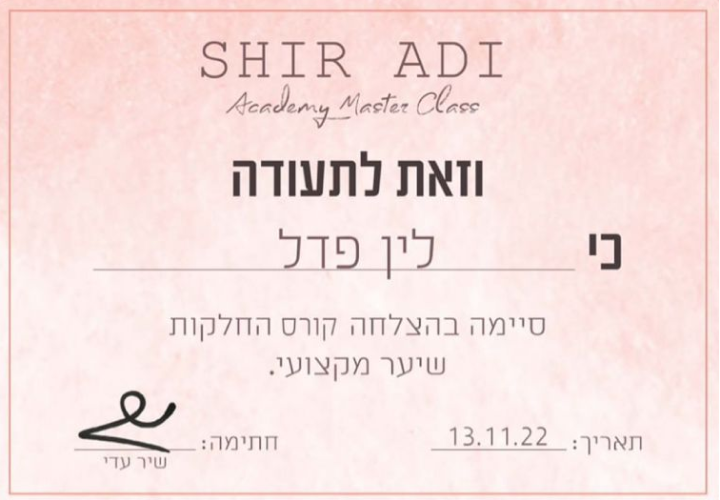 SHIR ADI
Academy Master Class
וזאת לתעודה
כי לין פדל
סיימה בהצלחה קורס החלקות
שיער מקצועי.
תאריך: 13.11.22 חתימה:
שיר עדי